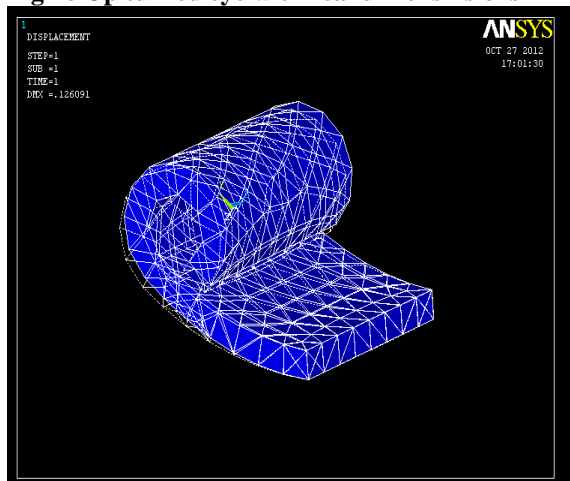 1
DISPLACEMENT
STEP=1
SUB =1
TIME=1
DMX =.126091
ANSYS
OCT 27 2012
17:01:30